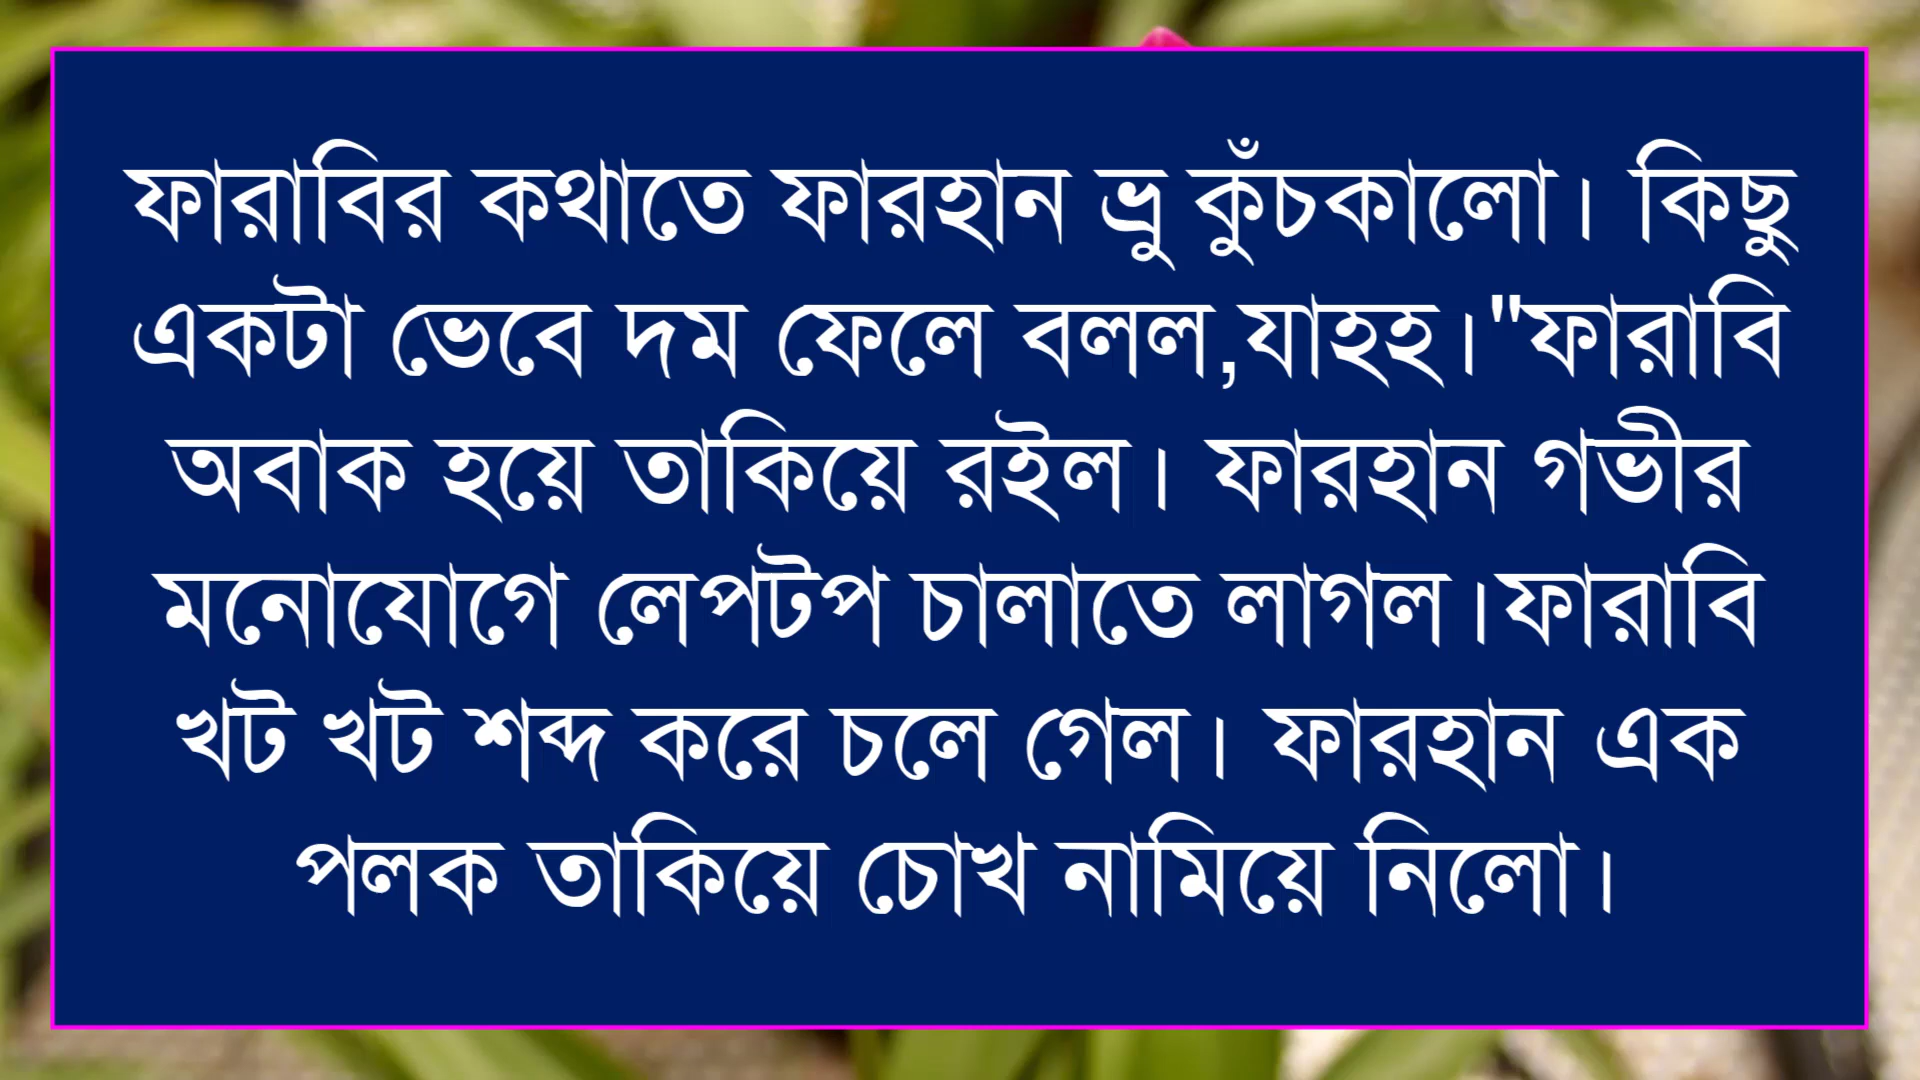 ফারাবির কথাতে ফারহান ভ্রু কুঁচকালো। কিছু
একটা ভেবে দম ফেলে বলল,যাহহ।"ফারাবি
অবাক হয়ে তাকিয়ে রইল। ফারহান গভীর
মনোযোগে লেপটপ চালাতে লাগল।ফারাবি
খট খট শব্দ করে চলে গেল। ফারহান এক
পলক তাকিয়ে চোখ নামিয়ে নিলো।